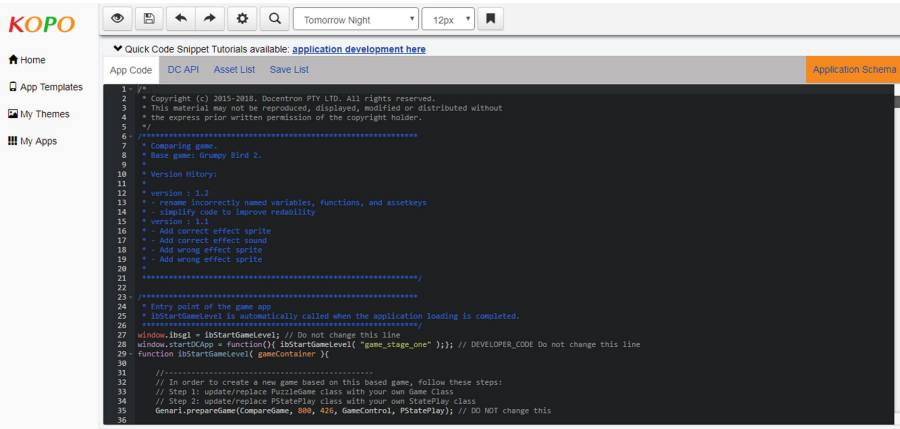 KOPO
Tomorrow Night
12px
Quick Code Snippet Tutorials available: application development here
Home
App Templates
My Themes
My Apps
App Code
DC API
Asset List
Save List
Application Schema
1 /*
2 * Copyright (c) 2015-2018. Docentron PTY LTD. All rights reserved.
3 * This material may not be reproduced, displayed, modified or distributed without
4 * the express prior written permission of the copyright holder.
5 */
6 /**************************************************************
7 * Comparing game.
8 * Base game: Grumpy Bird 2.
9 *
10 * Version Hitory:
11 *
12 * version : 1.2
13 * - rename incorrectly named variables, functions, and assetkeys
14 * - simplify code to improve redability
15 * version : 1.1
16 * - Add correct effect sprite
17 * - Add correct effect sound
18 * - Add wrong effect sprite
19 * - Add wrong effect sprite
20 *
21 **************************************************************/
22
23 /**************************************************************
24 * Entry point of the game app
25 * ibStartGameLevel is automatically called when the application loading is completed.
26 **************************************************************/
27 window.ibsgl = ibStartGameLevel; // Do not change this line
28 window.startDCApp = function(){ ibStartGameLevel( "game_stage_one" );}; // DEVELOPER_CODE Do not change this line
29 function ibStartGameLevel( gameContainer ){
30
31 //-----------------------------------------------
32 // In order to create a new game based on this based game, follow these steps:
33 // Step 1: update/replace PuzzleGame class with your own Game Class
34 // Step 2: update/replace PStatePlay class with your own StatePlay class
35 Genari.prepareGame(CompareGame, 800, 426, GameControl, PStatePlay); // DO NOT change this
36